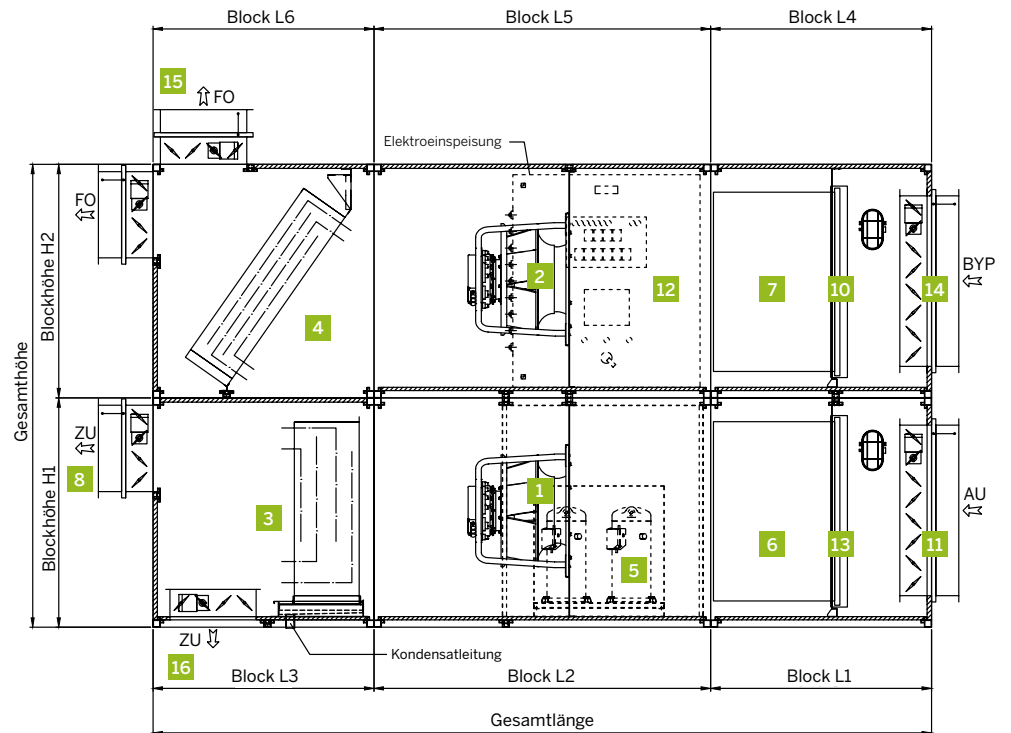 Block L6
Block L5
Block L4
15
FO
Elektroeinspeisung
FO
BYP
2
12
7
10
14
4
Gesamthöhe
Blockhöhe H2
Blockhöhe H1
ZU
8
3
1
5
6
13
11
AU
ZU
16
Kondensatleitung
Block L3
Block L2
Block L1
Gesamtlänge